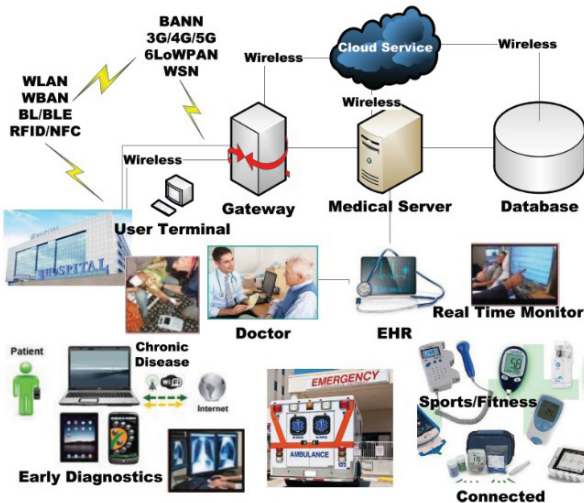 BANN
3G/4G/5G
6LoWPAN
WSN
Wireless
Cloud Service
Wireless
WLAN
WBAN
BL/BLE
RFID/NFC
Wireless
Wireless
User Terminal
Gateway
Medical Server
Database
HOSPITAL
HOSPITAL
Doctor
EHR
Real Time Monitor
Patient
Chronic
Disease
WiFi
Internet
EMERGENCY
AMBULANCE
Sports/Fitness
Early Diagnostics
Connected